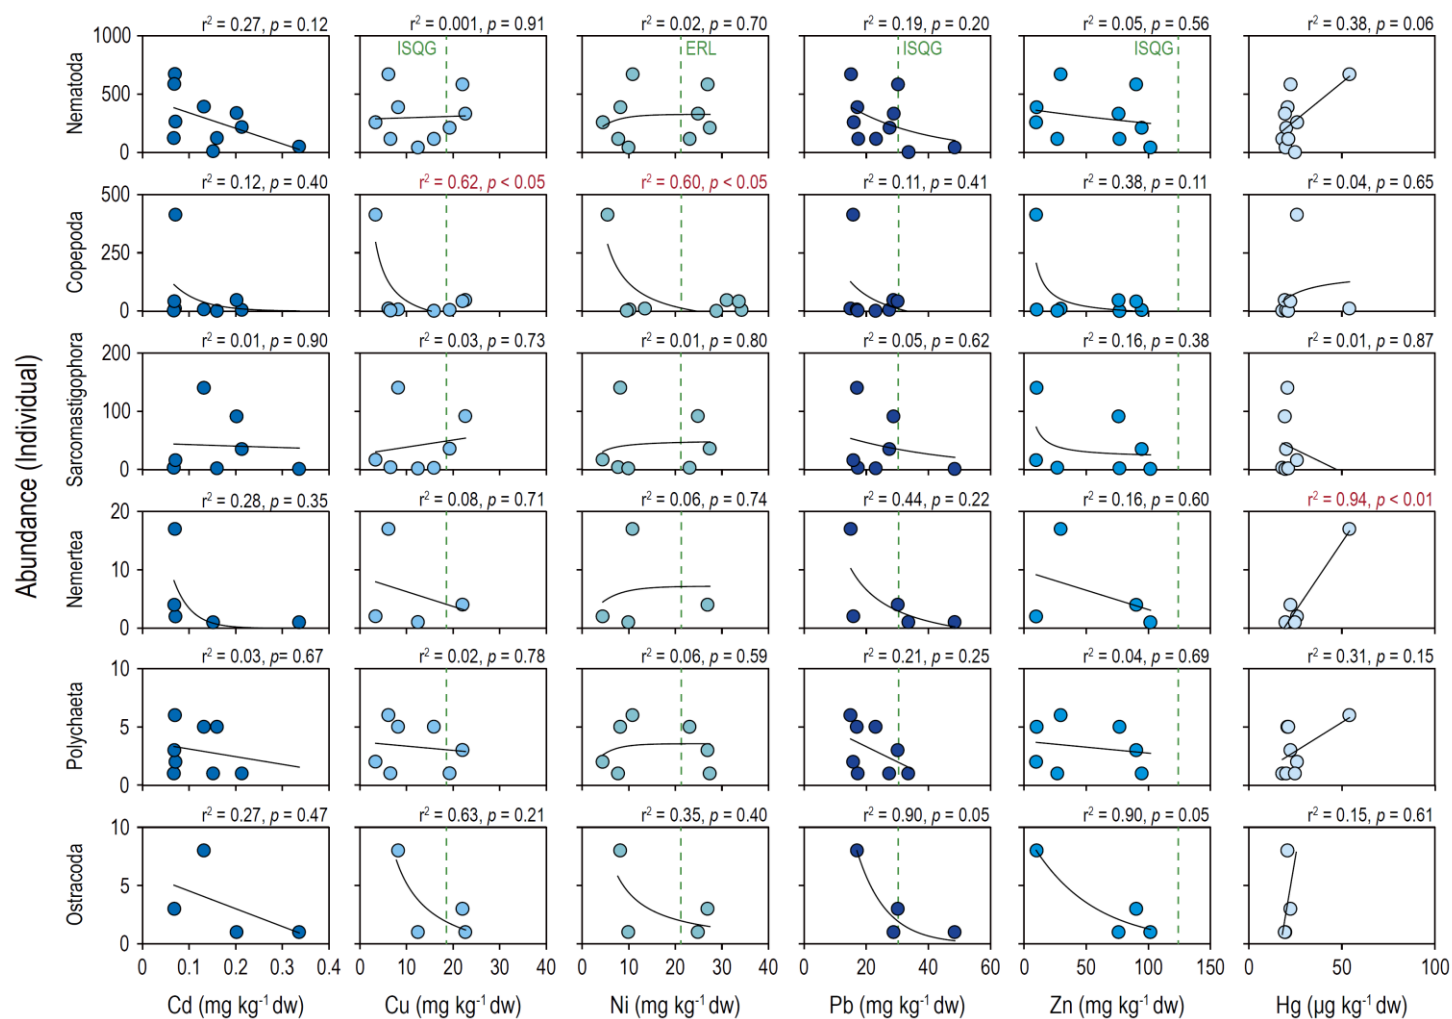 r² = 0.27, p = 0.12
r² = 0.001, p = 0.91
r² = 0.02, p = 0.70
r² = 0.19, p = 0.20
r² = 0.05, p = 0.56
r² = 0.38, p = 0.06
1000
500
0
Nematoda
ISQG
ERL
ISQG
ISQG
r² = 0.12, p = 0.40
r² = 0.62, p < 0.05
r² = 0.60, p < 0.05
r² = 0.11, p = 0.41
r² = 0.38, p = 0.11
r² = 0.04, p = 0.65
500
250
0
Copepoda
r² = 0.01, p = 0.90
r² = 0.03, p = 0.73
r² = 0.01, p = 0.80
r² = 0.05, p = 0.62
r² = 0.16, p = 0.38
r² = 0.01, p = 0.87
200
100
0
Sarcomastigophora
Abundance (Individual)
r² = 0.28, p = 0.35
r² = 0.08, p = 0.71
r² = 0.06, p = 0.74
r² = 0.44, p = 0.22
r² = 0.16, p = 0.60
r² = 0.94, p < 0.01
20
10
0
Nemertea
r² = 0.03, p= 0.67
r² = 0.02, p = 0.78
r² = 0.06, p = 0.59
r² = 0.21, p = 0.25
r² = 0.04, p = 0.69
r² = 0.31, p = 0.15
10
5
0
Polychaeta
r² = 0.27, p = 0.47
r² = 0.63, p = 0.21
r² = 0.35, p = 0.40
r² = 0.90, p = 0.05
r² = 0.90, p = 0.05
r² = 0.15, p = 0.61
10
5
0
Ostracoda
0 0.1 0.2 0.3 0.4
0 10 20 30 40
0 10 20 30 40
0 20 40 60
0 50 100 150
0 50 100
Cd (mg kg⁻¹ dw)
Cu (mg kg⁻¹ dw)
Ni (mg kg⁻¹ dw)
Pb (mg kg⁻¹ dw)
Zn (mg kg⁻¹ dw)
Hg (μg kg⁻¹ dw)